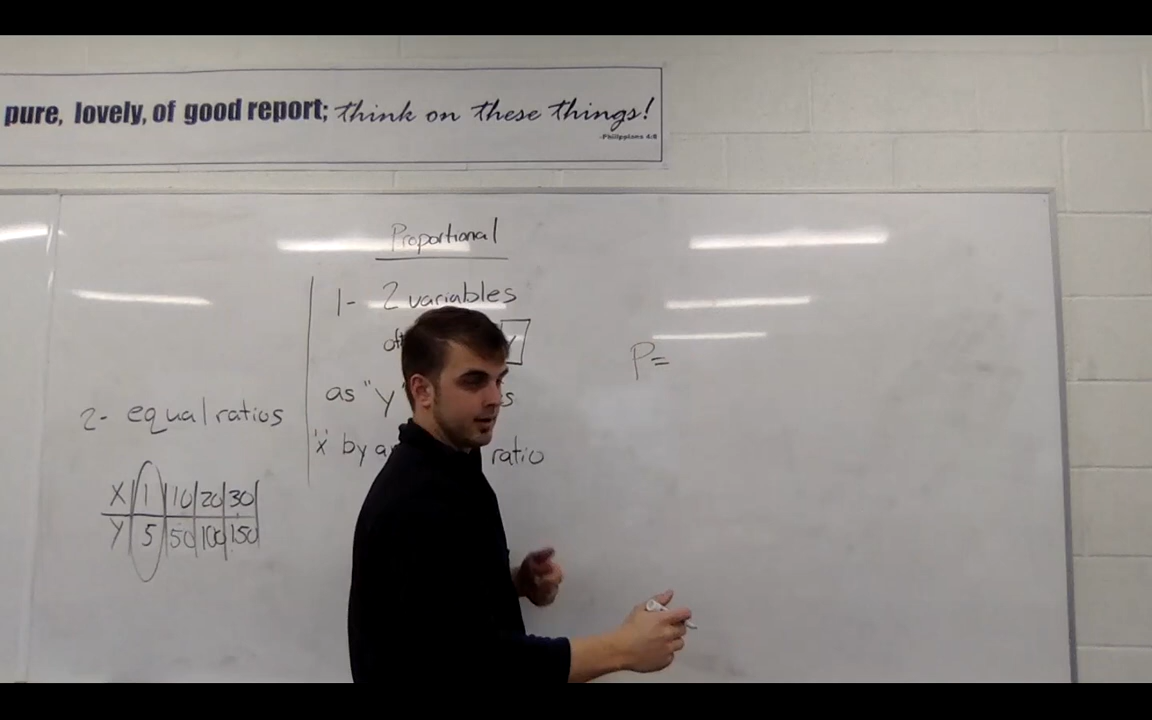 pure, lovely, of good report; think on these things!
-Philippians 4:8
Proportional
1- 2 variables
as "y"
"x" by ratio
2- equal ratios
X 1 10 20 30
Y 5 50 100 150
P=